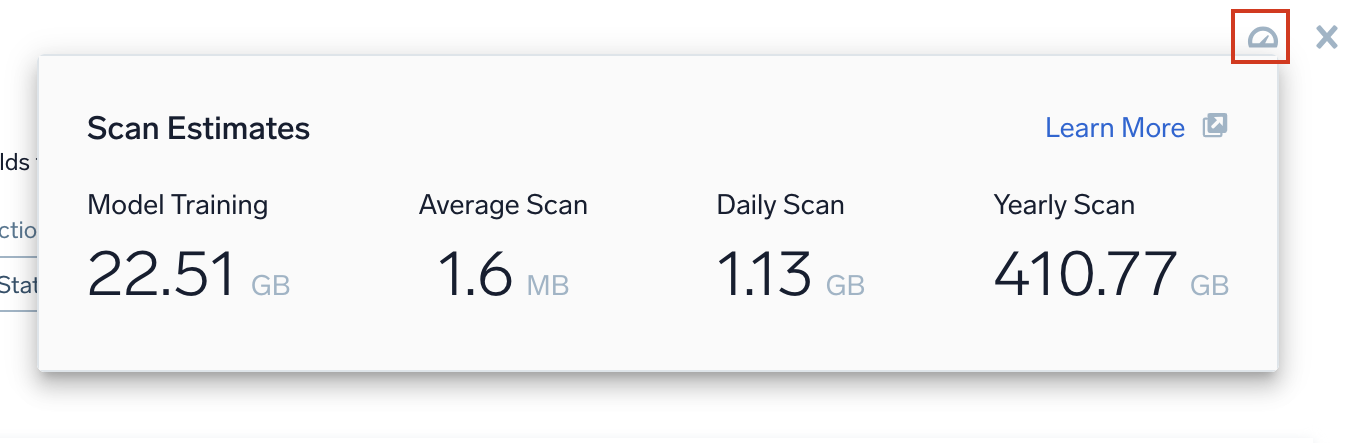 Scan Estimates
Learn More
lds
ctio
Stat
Model Training
Average Scan
Daily Scan
Yearly Scan
22.51 GB
1.6 MB
1.13 GB
410.77 GB